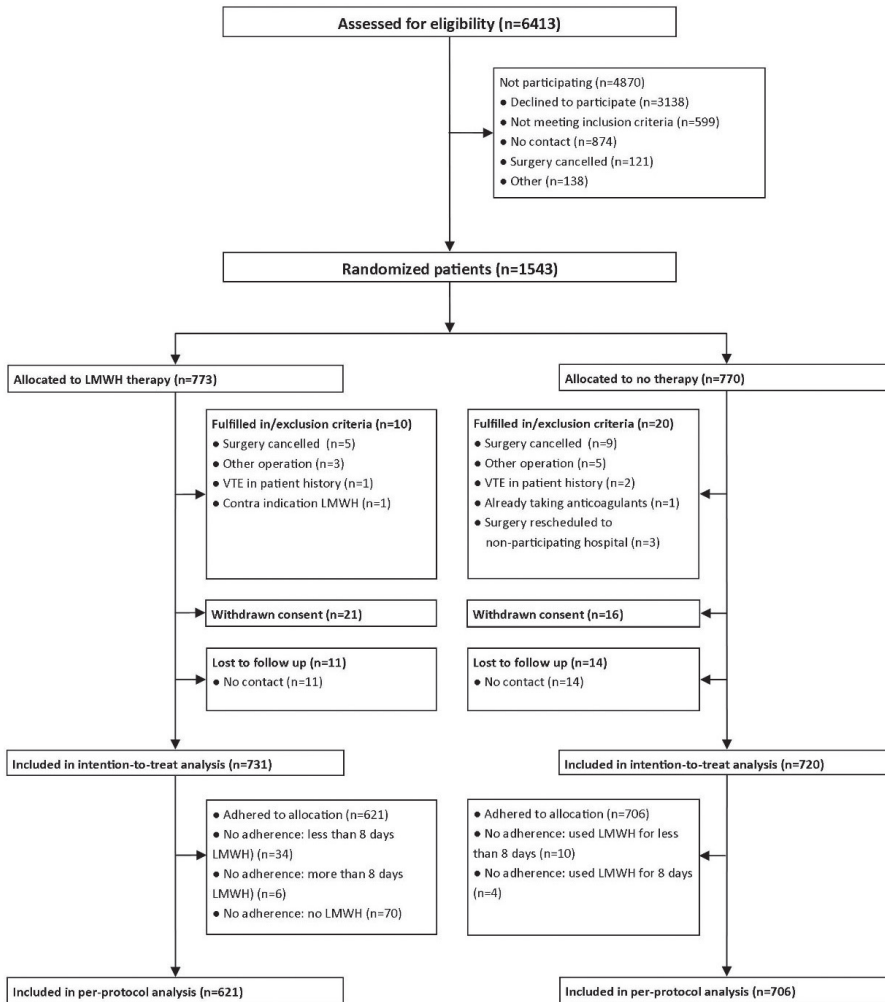 Assessed for eligibility (n=6413)
Not participating (n=4870)
● Declined to participate (n=3138)
● Not meeting inclusion criteria (n=599)
● No contact (n=874)
● Surgery cancelled (n=121)
● Other (n=138)
Randomized patients (n=1543)
Allocated to LMWH therapy (n=773)
Allocated to no therapy (n=770)
Fulfilled in/exclusion criteria (n=10)
● Surgery cancelled (n=5)
● Other operation (n=3)
● VTE in patient history (n=1)
● Contra indication LMWH (n=1)
Fulfilled in/exclusion criteria (n=20)
● Surgery cancelled (n=9)
● Other operation (n=5)
● VTE in patient history (n=2)
● Already taking anticoagulants (n=1)
● Surgery rescheduled to
non-participating hospital (n=3)
Withdrawn consent (n=21)
Withdrawn consent (n=16)
Lost to follow up (n=11)
● No contact (n=11)
Lost to follow up (n=14)
● No contact (n=14)
Included in intention-to-treat analysis (n=731)
Included in intention-to-treat analysis (n=720)
● Adhered to allocation (n=621)
● No adherence: less than 8 days
LMWH) (n=34)
● No adherence: more than 8 days
LMWH) (n=6)
● No adherence: no LMWH (n=70)
● Adhered to allocation (n=706)
● No adherence: used LMWH for less
than 8 days (n=10)
● No adherence: used LMWH for 8 days
(n=4)
Included in per-protocol analysis (n=621)
Included in per-protocol analysis (n=706)